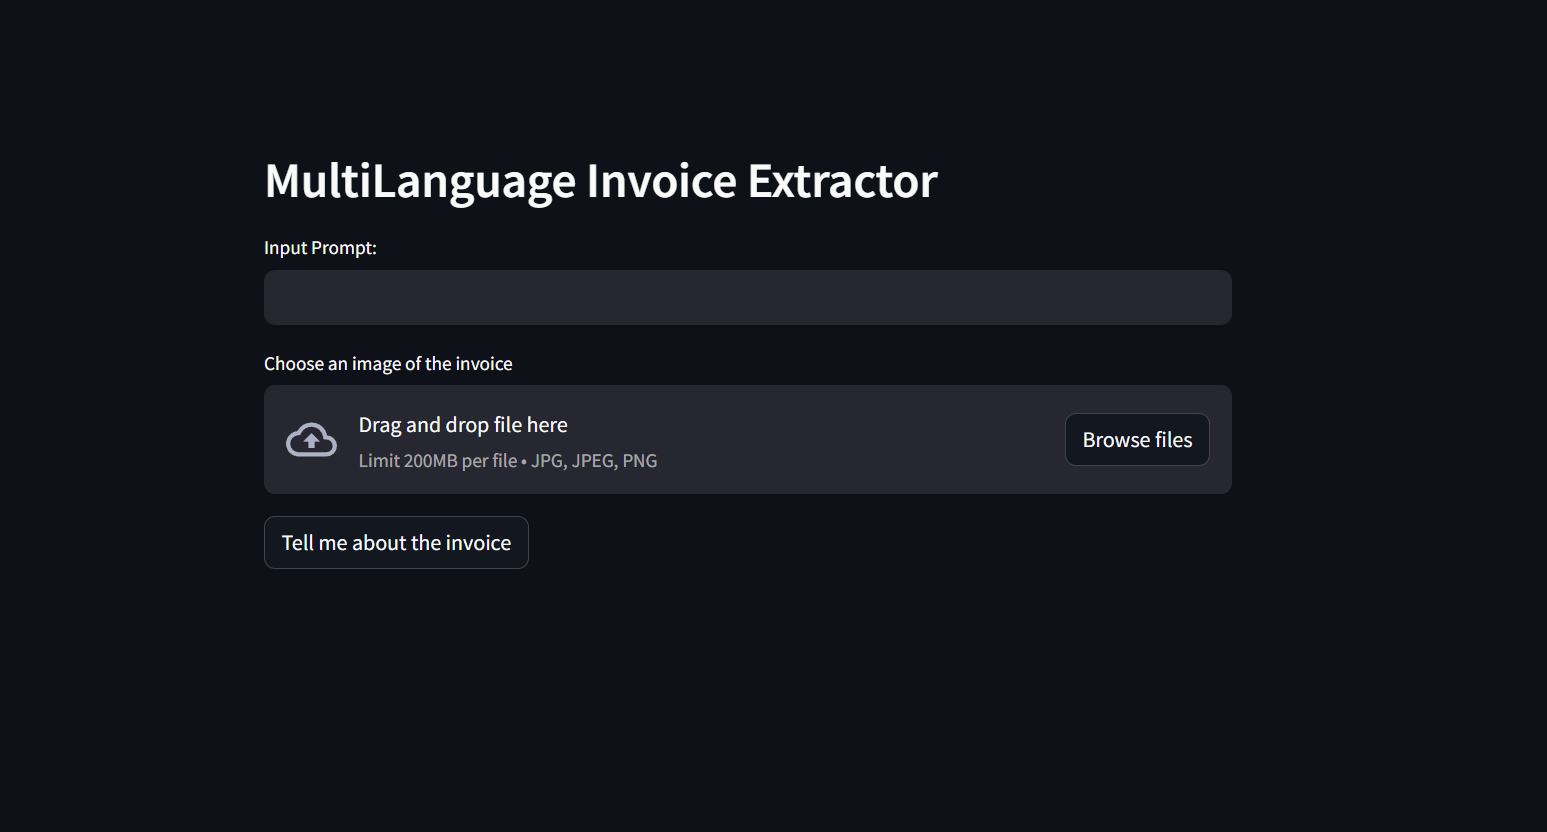 MultiLanguage Invoice Extractor
Input Prompt:
Choose an image of the invoice
Drag and drop file here
Limit 200MB per file • JPG, JPEG, PNG
Browse files
Tell me about the invoice